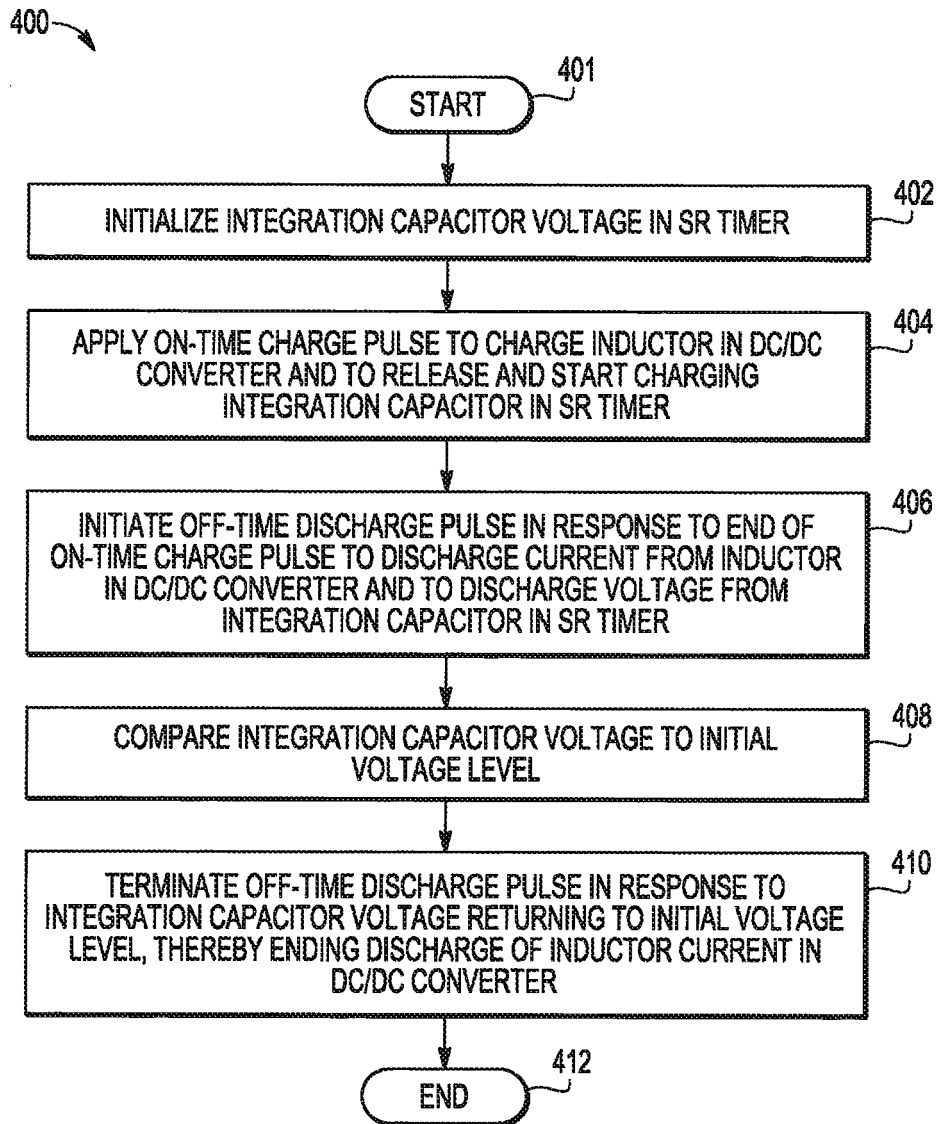 400
START
401
INITIALIZE INTEGRATION CAPACITOR VOLTAGE IN SR TIMER
402
APPLY ON-TIME CHARGE PULSE TO CHARGE INDUCTOR IN DC/DC
CONVERTER AND TO RELEASE AND START CHARGING
INTEGRATION CAPACITOR IN SR TIMER
404
INITIATE OFF-TIME DISCHARGE PULSE IN RESPONSE TO END OF
ON-TIME CHARGE PULSE TO DISCHARGE CURRENT FROM INDUCTOR
IN DC/DC CONVERTER AND TO DISCHARGE VOLTAGE FROM
INTEGRATION CAPACITOR IN SR TIMER
406
COMPARE INTEGRATION CAPACITOR VOLTAGE TO INITIAL
VOLTAGE LEVEL
408
TERMINATE OFF-TIME DISCHARGE PULSE IN RESPONSE TO
INTEGRATION CAPACITOR VOLTAGE RETURNING TO INITIAL VOLTAGE
LEVEL, THEREBY ENDING DISCHARGE OF INDUCTOR CURRENT IN
DC/DC CONVERTER
410
END
412